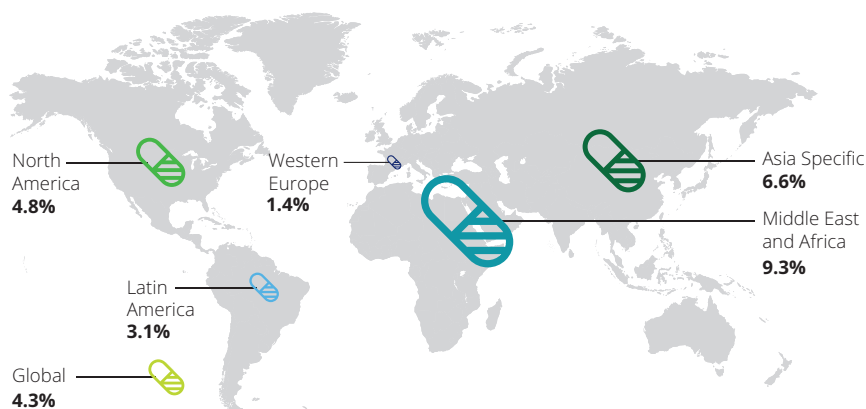 North
America
4.8%
Western
Europe
1.4%
Asia Specific
6.6%
Middle East
and Africa
9.3%
Latin
America
3.1%
Global
4.3%